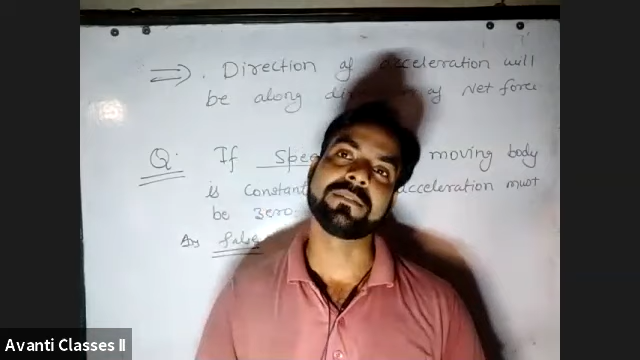 ⇒. Direction of acceleration will
be along of Net force
Q. If moving body
is constant acceleration must
be zero.
Ans false
Avanti Classes II